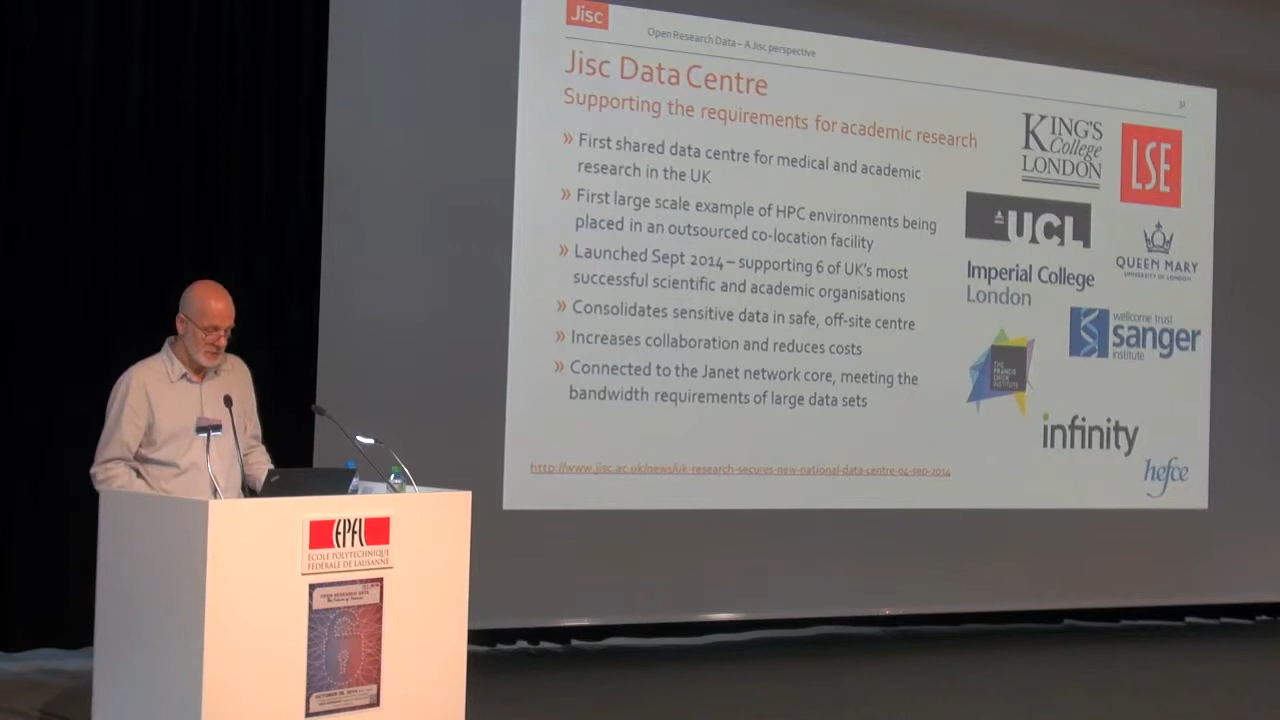 Jisc
Open Research Data – A Jisc perspective
Jisc Data Centre
Supporting the requirements for academic research
» First shared data centre for medical and academic
research in the UK
» First large scale example of HPC environments being
placed in an outsourced co-location facility
» Launched Sept 2014 – supporting 6 of UK's most
successful scientific and academic organisations
» Consolidates sensitive data in safe, off-site centre
» Increases collaboration and reduces costs
» Connected to the Janet network core, meeting the
bandwidth requirements of large data sets
http://www.jisc.ac.uk/news/uk-research-secures-new-national-data-centre-04-sep-2014
KING'S
College
LONDON
LSE
UCL
QUEEN MARY
UNIVERSITY OF LONDON
Imperial College
London
wellcome trust
sanger
institute
THE
FRANCIS
CRICK
INSTITUTE
infinity
hefce
EPFL
ÉCOLE POLYTECHNIQUE
FÉDÉRALE DE LAUSANNE
OPEN RESEARCH DATA